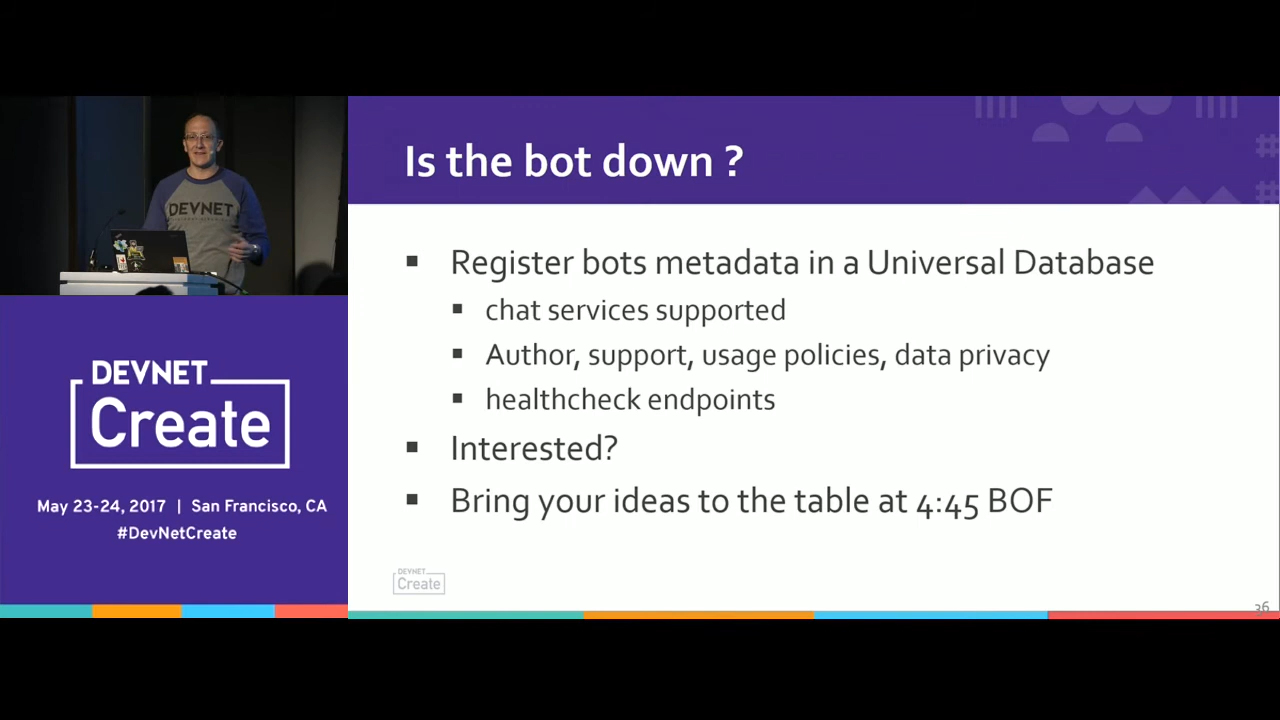 DEVNET
DEVNET
Create
May 23-24, 2017 | San Francisco, CA
#DevNetCreate
Is the bot down ?
▪ Register bots metadata in a Universal Database
▪ chat services supported
▪ Author, support, usage policies, data privacy
▪ healthcheck endpoints
▪ Interested?
▪ Bring your ideas to the table at 4:45 BOF
DEVNET
Create
36